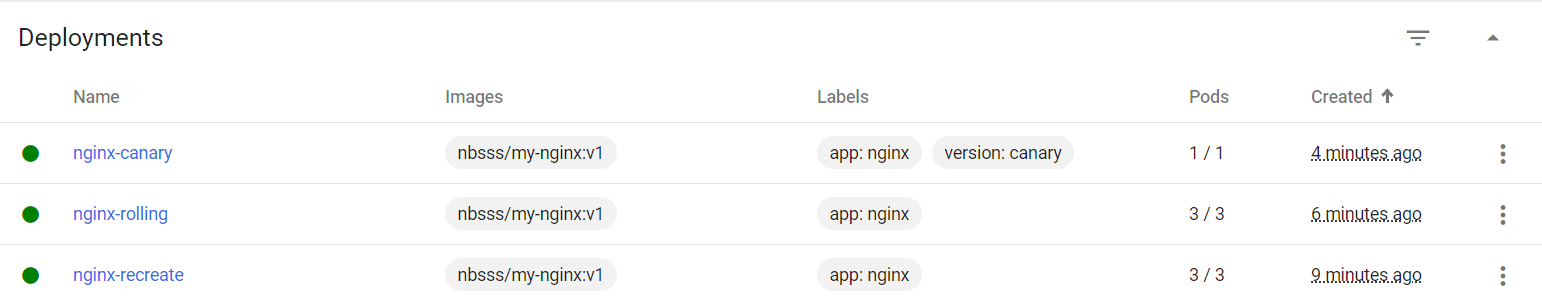 Deployments
Name Images Labels Pods Created
nginx-canary nbsss/my-nginx:v1 app: nginx version: canary 1 / 1 4 minutes ago
nginx-rolling nbsss/my-nginx:v1 app: nginx 3 / 3 6 minutes ago
nginx-recreate nbsss/my-nginx:v1 app: nginx 3 / 3 9 minutes ago